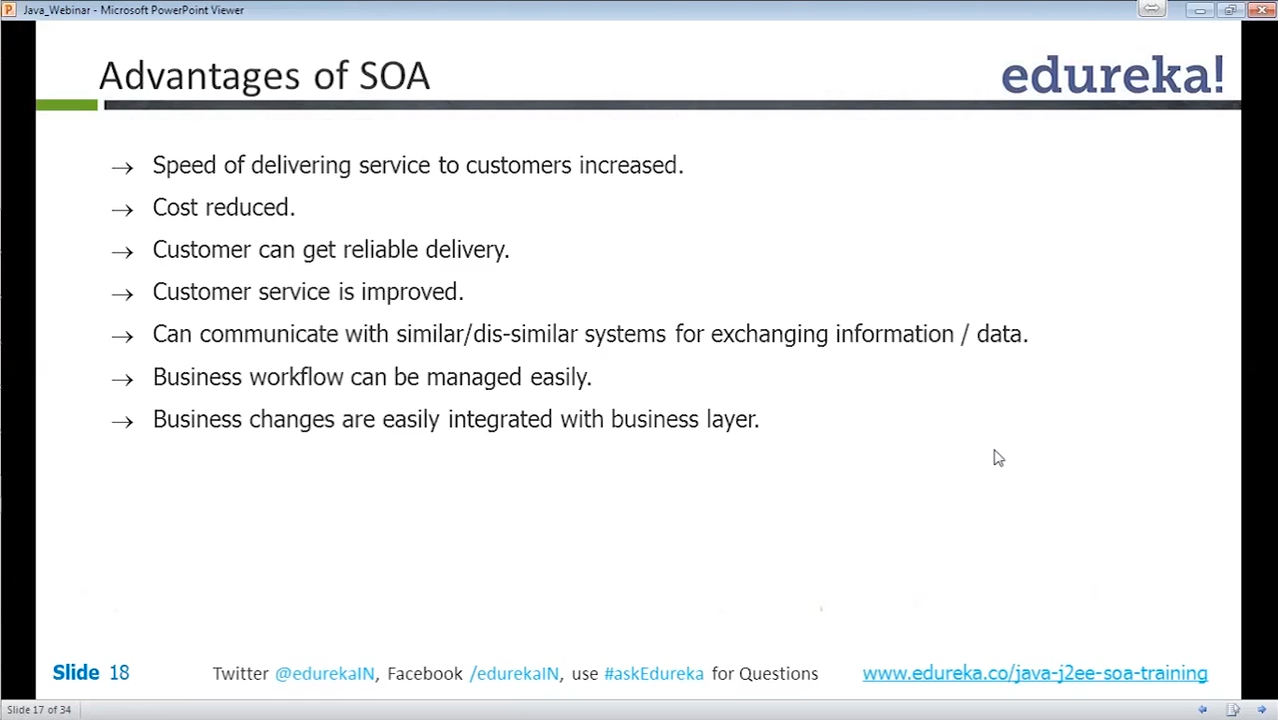 Java_Webinar - Microsoft PowerPoint Viewer
Advantages of SOA
edureka!
→ Speed of delivering service to customers increased.
→ Cost reduced.
→ Customer can get reliable delivery.
→ Customer service is improved.
→ Can communicate with similar/dis-similar systems for exchanging information / data.
→ Business workflow can be managed easily.
→ Business changes are easily integrated with business layer.
Slide 18 Twitter @edurekaIN, Facebook /edurekaIN, use #askEdureka for Questions www.edureka.co/java-j2ee-soa-training
Slide 17 of 34